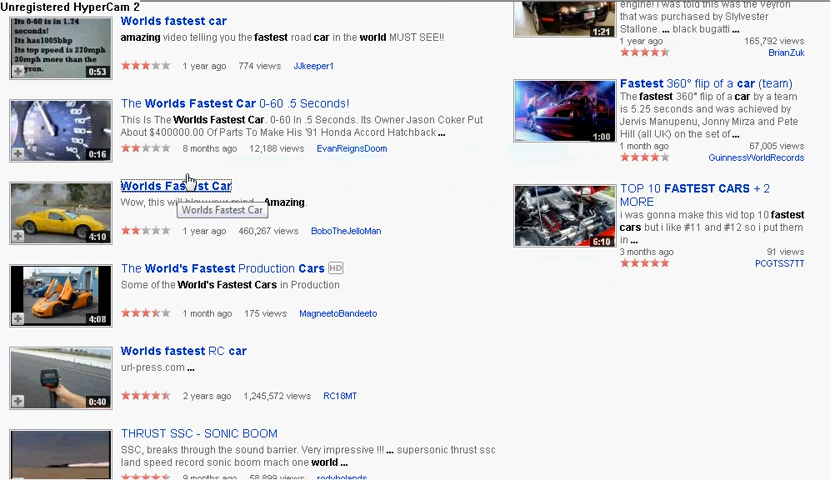 Unregistered HyperCam 2
Its 0-60 is in 1.74
seconds!
Its has1005bhp
Its top speed is 270mph
20mph more than the
yron.
0:53
Worlds fastest car
amazing video telling you the fastest road car in the world MUST SEE!!
1 year ago 774 views JJkeeper1
0:16
The Worlds Fastest Car 0-60 .5 Seconds!
This Is The Worlds Fastest Car. 0-60 In .5 Seconds. Its Owner Jason Coker Put
About $400000.00 Of Parts To Make His '91 Honda Accord Hatchback ...
8 months ago 12,188 views EvanReignsDoom
4:10
Worlds Fastest Car
Wow, this will blow your mind. Amazing.
Worlds Fastest Car
1 year ago 460,267 views BoboTheJelloMan
4:08
The World's Fastest Production Cars HD
Some of the World's Fastest Cars in Production
1 month ago 175 views MagneetoBandeeto
0:40
Worlds fastest RC car
url-press.com ...
2 years ago 1,245,572 views RC18MT
THRUST SSC - SONIC BOOM
SSC, breaks through the sound barrier. Very impressive !!! ... supersonic thrust ssc
land speed record sonic boom mach one world ...
9 months ago 58,899 views rodyholands
1:21
engine! I was told this was the Veyron
that was purchased by Slylvester
Stallone. ... black bugatti ...
1 year ago 165,792 views
BrianZuk
1:00
Fastest 360° flip of a car (team)
The fastest 360° flip of a car by a
team is 5.25 seconds and was achieved by
Jervis Manupenu, Jonny Mirza and Pete
Hill (all UK) on the set of ...
1 month ago 67,005 views
GuinnessWorldRecords
6:10
TOP 10 FASTEST CARS + 2
MORE
i was gonna make this vid top 10 fastest
cars but i like #11 and #12 so i put them
in ...
3 months ago 91 views
PCGTSS7TT